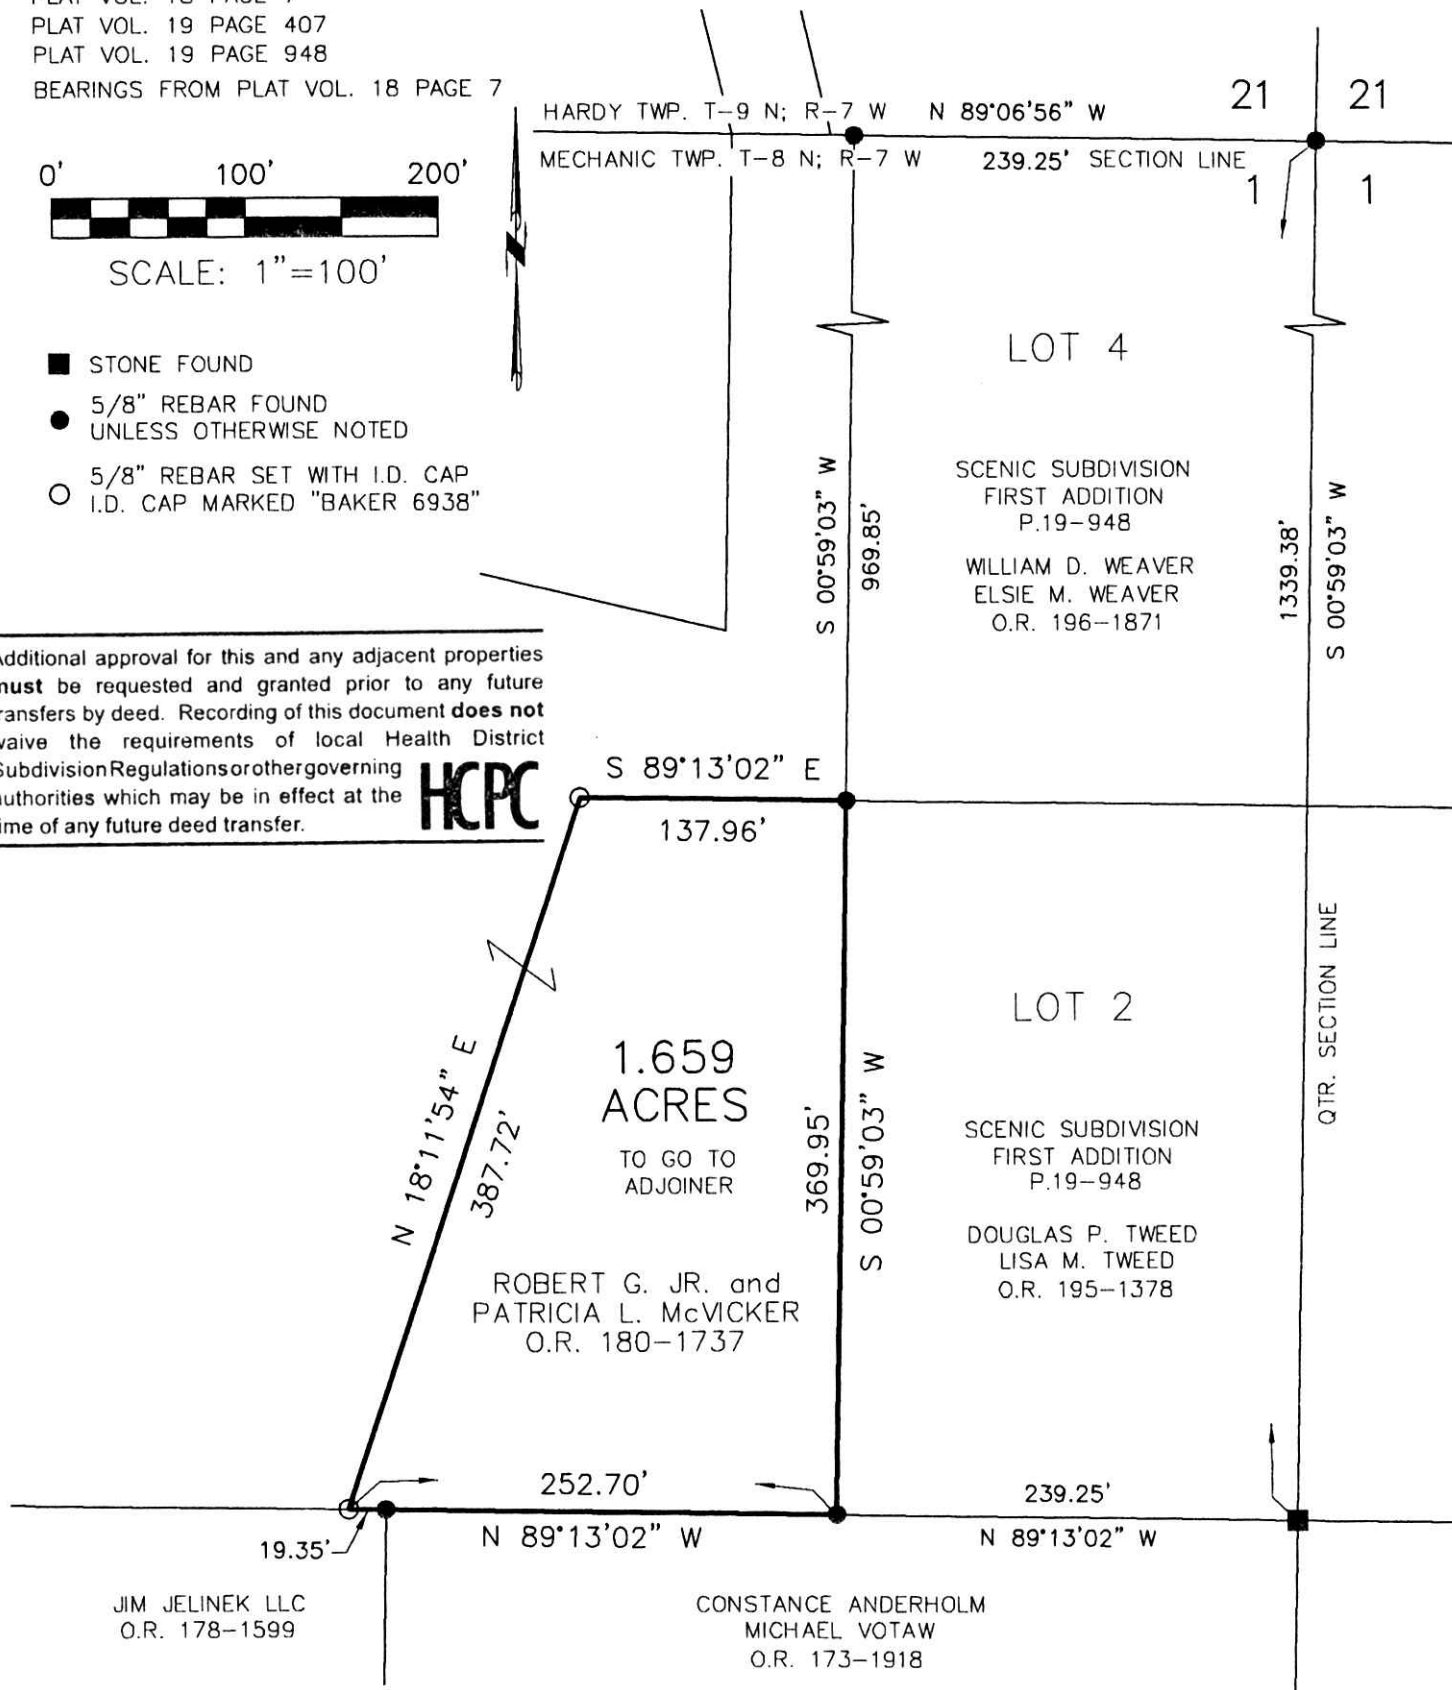 PLAT VOL. 18 PAGE 7
PLAT VOL. 19 PAGE 407
PLAT VOL. 19 PAGE 948
BEARINGS FROM PLAT VOL. 18 PAGE 7
0' 100' 200'
SCALE: 1"=100'
STONE FOUND
5/8" REBAR FOUND
UNLESS OTHERWISE NOTED
5/8" REBAR SET WITH I.D. CAP
I.D. CAP MARKED "BAKER 6938"
HARDY TWP. T-9 N; R-7 W N 89°06'56" W
21 21
MECHANIC TWP. T-8 N; R-7 W 239.25' SECTION LINE
1 1
LOT 4
SCENIC SUBDIVISION
FIRST ADDITION
P.19-948
WILLIAM D. WEAVER
ELSIE M. WEAVER
O.R. 196-1871
S 00°59'03" W
969.85'
1339.38'
S 00°59'03" W
Additional approval for this and any adjacent properties
must be requested and granted prior to any future
transfers by deed. Recording of this document does not
waive the requirements of local Health District
SubdivisionRegulationsorothergoverning
authorities which may be in effect at the
time of any future deed transfer.
HCPC
S 89°13'02" E
137.96'
N 18°11'54" E
387.72'
1.659
ACRES
TO GO TO
ADJOINER
ROBERT G. JR. and
PATRICIA L. McVICKER
O.R. 180-1737
369.95'
S 00°59'03" W
LOT 2
SCENIC SUBDIVISION
FIRST ADDITION
P.19-948
DOUGLAS P. TWEED
LISA M. TWEED
O.R. 195-1378
QTR. SECTION LINE
252.70'
N 89°13'02" W
239.25'
N 89°13'02" W
19.35'
JIM JELINEK LLC
O.R. 178-1599
CONSTANCE ANDERHOLM
MICHAEL VOTAW
O.R. 173-1918